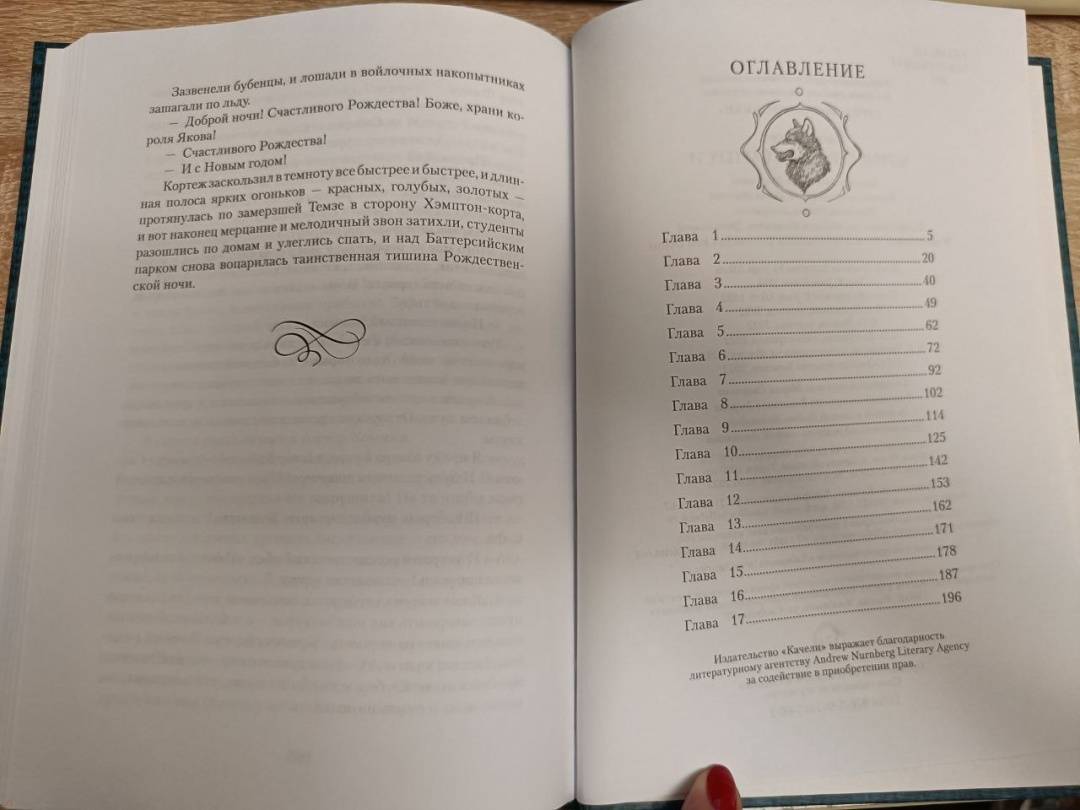 Зазвенели бубенцы, и лошади в войлочных накопытниках
зашагали по льду.
— Доброй ночи! Счастливого Рождества! Боже, храни ко-
роля Якова!
— Счастливого Рождества!
— И с Новым годом!
Кортеж заскользил в темноту все быстрее и быстрее, и длин-
ная полоса ярких огоньков — красных, голубых, золотых —
протянулась по замерзшей Темзе в сторону Хэмптон-корта,
и вот наконец мерцание и мелодичный звон затихли, студенты
разошлись по домам и улеглись спать, и над Баттерсийским
парком снова воцарилась таинственная тишина Рождествен-
ской ночи.
ОГЛАВЛЕНИЕ
Глава 1 5
Глава 2 20
Глава 3 40
Глава 4 49
Глава 5 62
Глава 6 72
Глава 7 92
Глава 8 102
Глава 9 114
Глава 10 125
Глава 11 142
Глава 12 153
Глава 13 162
Глава 14 171
Глава 15 178
Глава 16 187
Глава 17 196
Издательство «Качели» выражает благодарность
литературному агентству Andrew Nurnberg Literary Agency
за содействие в приобретении прав.